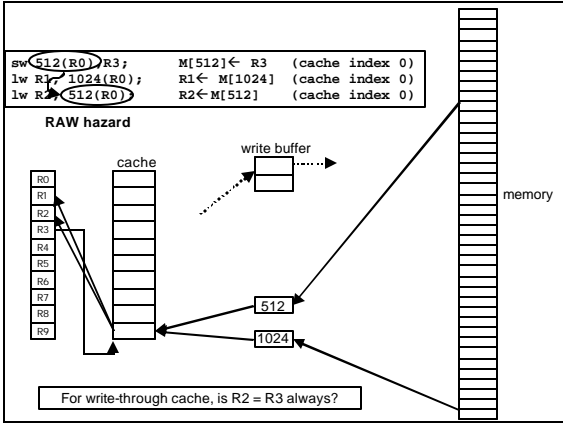 sw 512(R0),R3; M[512]← R3 (cache index 0)
lw R1, 1024(R0); R1← M[1024] (cache index 0)
lw R2, 512(R0); R2←M[512] (cache index 0)
RAW hazard
write buffer
cache
R0
R1
R2
R3
R4
R5
R6
R7
R8
R9
memory
512
1024
For write-through cache, is R2 = R3 always?